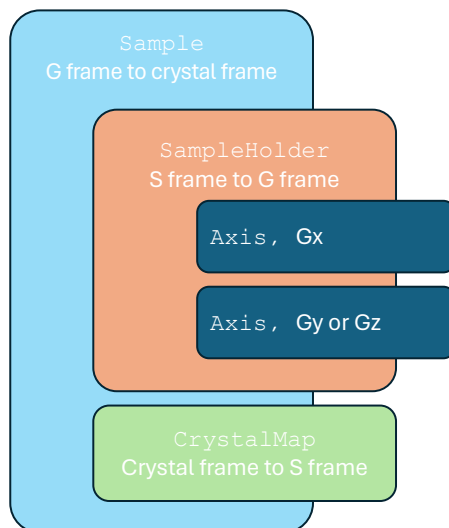 Sample
G frame to crystal frame
SampleHolder
S frame to G frame
Axis, Gx
Axis, Gy or Gz
CrystalMap
Crystal frame to S frame